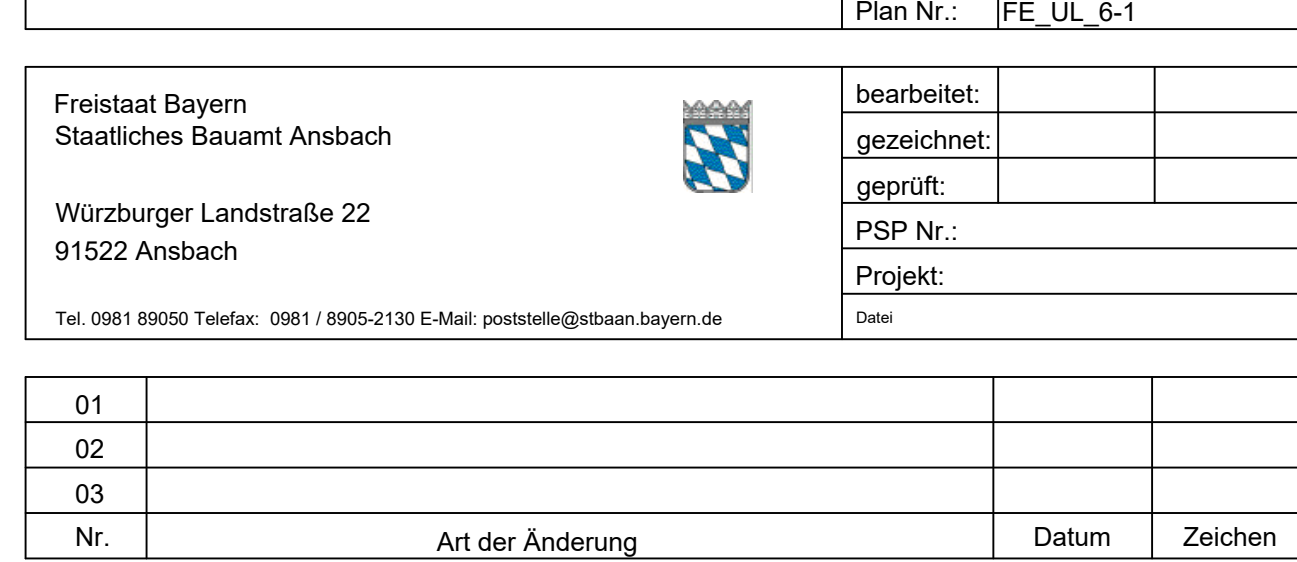 Plan Nr.: FE_UL_6-1
Freistaat Bayern
Staatliches Bauamt Ansbach
Würzburger Landstraße 22
91522 Ansbach
Tel. 0981 89050 Telefax: 0981 / 8905-2130 E-Mail: poststelle@stbaan.bayern.de
bearbeitet:
gezeichnet:
geprüft:
PSP Nr.:
Projekt:
Datei
01
02
03
Nr. Art der Änderung Datum Zeichen